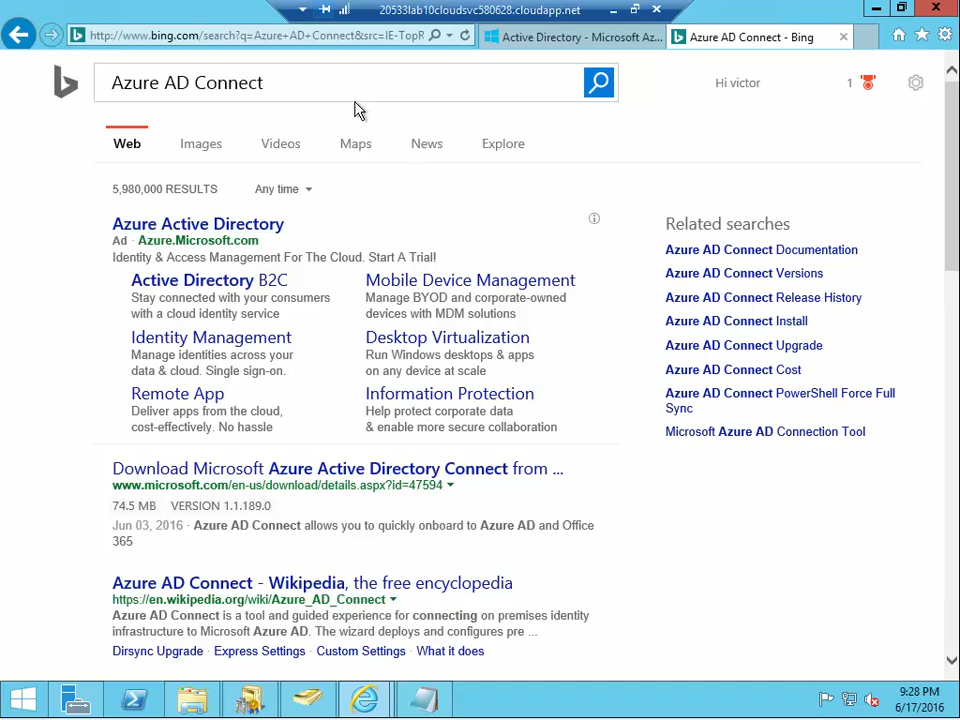 20533lab10cloudsvc580628.cloudapp.net
http://www.bing.com/search?q=Azure+AD+Connect&src=IE-TopR
Active Directory - Microsoft Az...
Azure AD Connect - Bing
Azure AD Connect
Hi victor
1
Web
Images
Videos
Maps
News
Explore
5,980,000 RESULTS
Any time
Azure Active Directory
Ad · Azure.Microsoft.com
Identity & Access Management For The Cloud. Start A Trial!
Active Directory B2C
Stay connected with your consumers
with a cloud identity service
Mobile Device Management
Manage BYOD and corporate-owned
devices with MDM solutions
Identity Management
Manage identities across your
data & cloud. Single sign-on.
Desktop Virtualization
Run Windows desktops & apps
on any device at scale
Remote App
Deliver apps from the cloud,
cost-effectively. No hassle
Information Protection
Help protect corporate data
& enable more secure collaboration
Download Microsoft Azure Active Directory Connect from ...
www.microsoft.com/en-us/download/details.aspx?id=47594
74.5 MB VERSION 1.1.189.0
Jun 03, 2016 · Azure AD Connect allows you to quickly onboard to Azure AD and Office
365
Azure AD Connect - Wikipedia, the free encyclopedia
https://en.wikipedia.org/wiki/Azure_AD_Connect
Azure AD Connect is a tool and guided experience for connecting on premises identity
infrastructure to Microsoft Azure AD. The wizard deploys and configures pre ...
Dirsync Upgrade · Express Settings · Custom Settings · What it does
Related searches
Azure AD Connect Documentation
Azure AD Connect Versions
Azure AD Connect Release History
Azure AD Connect Install
Azure AD Connect Upgrade
Azure AD Connect Cost
Azure AD Connect PowerShell Force Full
Sync
Microsoft Azure AD Connection Tool
9:28 PM
6/17/2016